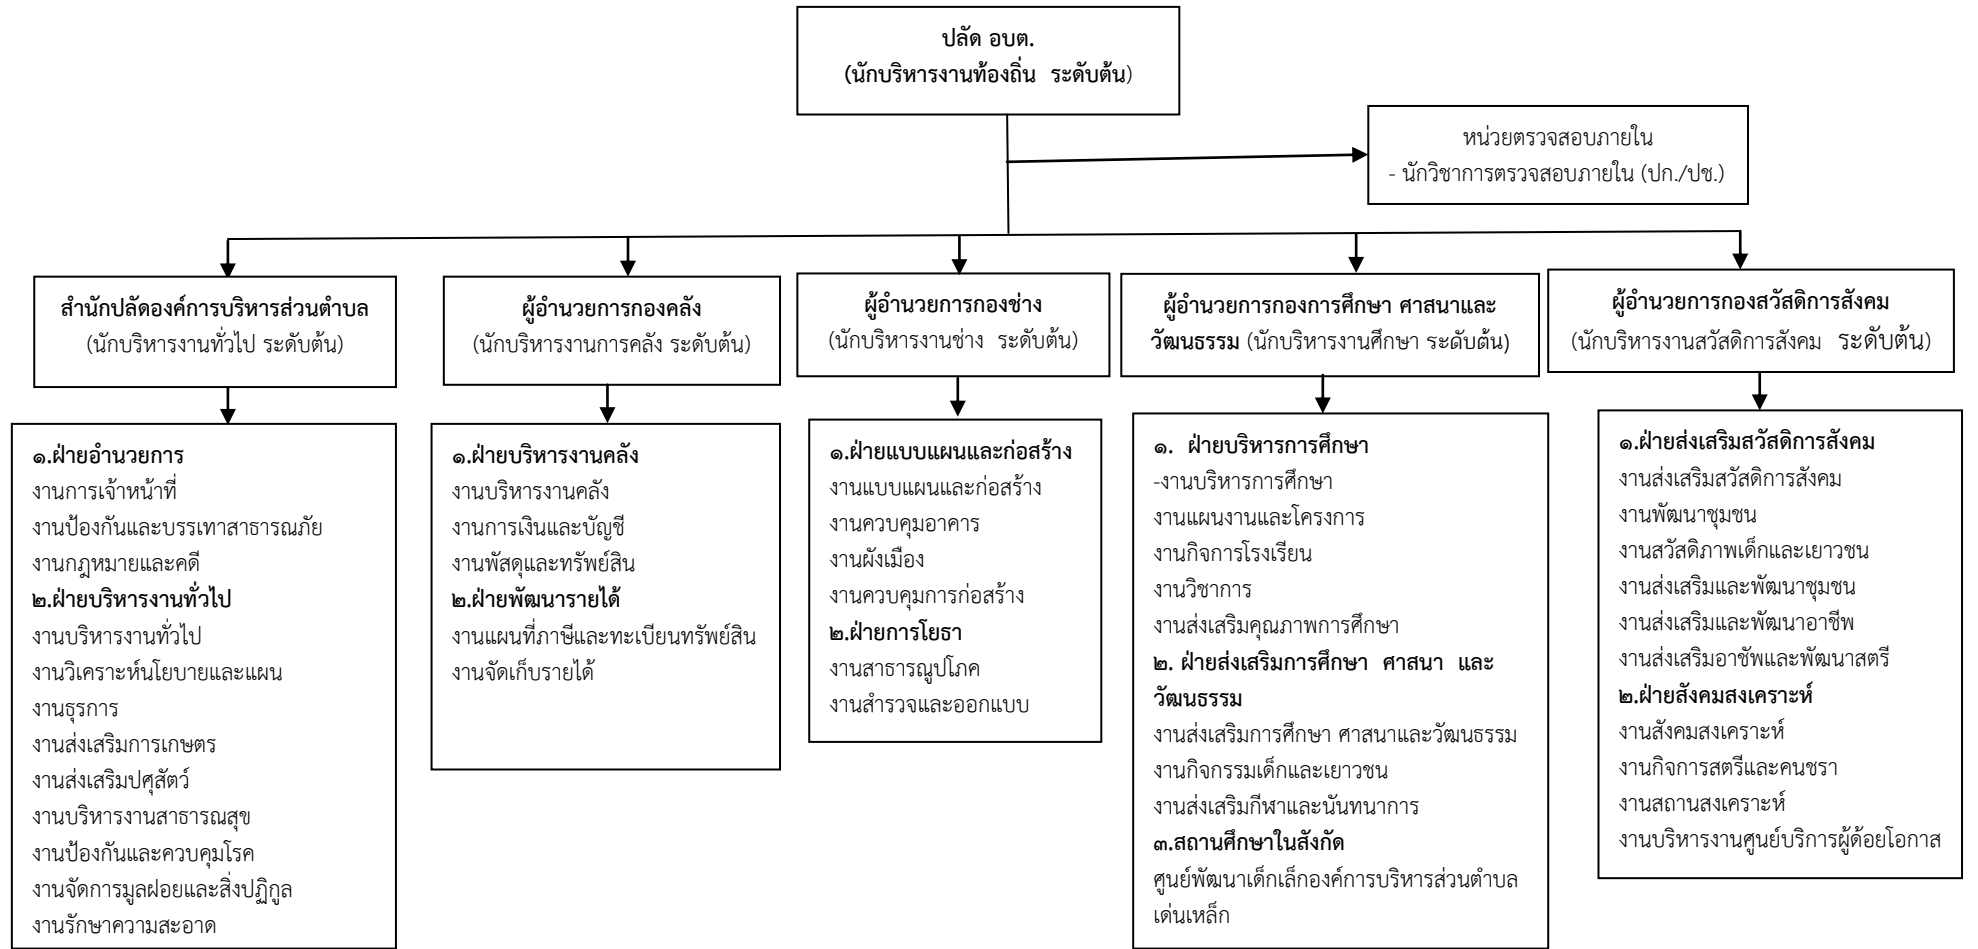 ปลัด อบต.
(นักบริหารงานท้องถิ่น ระดับต้น)
หน่วยตรวจสอบภายใน
- นักวิชาการตรวจสอบภายใน (ปก./ปช.)
สำนักปลัดองค์การบริหารส่วนตำบล
(นักบริหารงานทั่วไป ระดับต้น)
ผู้อำนวยการกองคลัง
(นักบริหารงานการคลัง ระดับต้น)
ผู้อำนวยการกองช่าง
(นักบริหารงานช่าง ระดับต้น)
ผู้อำนวยการกองการศึกษา ศาสนาและ
วัฒนธรรม (นักบริหารงานศึกษา ระดับต้น)
ผู้อำนวยการกองสวัสดิการสังคม
(นักบริหารงานสวัสดิการสังคม ระดับต้น)
๑.ฝ่ายอำนวยการ
งานการเจ้าหน้าที่
งานป้องกันและบรรเทาสาธารณภัย
งานกฎหมายและคดี
๒.ฝ่ายบริหารงานทั่วไป
งานบริหารงานทั่วไป
งานวิเคราะห์นโยบายและแผน
งานธุรการ
งานส่งเสริมการเกษตร
งานส่งเสริมปศุสัตว์
งานบริหารงานสาธารณสุข
งานป้องกันและควบคุมโรค
งานจัดการมูลฝอยและสิ่งปฏิกูล
งานรักษาความสะอาด
๑.ฝ่ายบริหารงานคลัง
งานบริหารงานคลัง
งานการเงินและบัญชี
งานพัสดุและทรัพย์สิน
๒.ฝ่ายพัฒนารายได้
งานแผนที่ภาษีและทะเบียนทรัพย์สิน
งานจัดเก็บรายได้
๑.ฝ่ายแบบแผนและก่อสร้าง
งานแบบแผนและก่อสร้าง
งานควบคุมอาคาร
งานผังเมือง
งานควบคุมการก่อสร้าง
๒.ฝ่ายการโยธา
งานสาธารณูปโภค
งานสำรวจและออกแบบ
๑. ฝ่ายบริหารการศึกษา
-งานบริหารการศึกษา
งานแผนงานและโครงการ
งานกิจการโรงเรียน
งานวิชาการ
งานส่งเสริมคุณภาพการศึกษา
๒. ฝ่ายส่งเสริมการศึกษา ศาสนา และ
วัฒนธรรม
งานส่งเสริมการศึกษา ศาสนาและวัฒนธรรม
งานกิจกรรมเด็กและเยาวชน
งานส่งเสริมกีฬาและนันทนาการ
๓.สถานศึกษาในสังกัด
ศูนย์พัฒนาเด็กเล็กองค์การบริหารส่วนตำบล
เด่นเหล็ก
๑.ฝ่ายส่งเสริมสวัสดิการสังคม
งานส่งเสริมสวัสดิการสังคม
งานพัฒนาชุมชน
งานสวัสดิภาพเด็กและเยาวชน
งานส่งเสริมและพัฒนาชุมชน
งานส่งเสริมและพัฒนาอาชีพ
งานส่งเสริมอาชัพและพัฒนาสตรี
๒.ฝ่ายสังคมสงเคราะห์
งานสังคมสงเคราะห์
งานกิจการสตรีและคนชรา
งานสถานสงเคราะห์
งานบริหารงานศูนย์บริการผู้ด้อยโอกาส